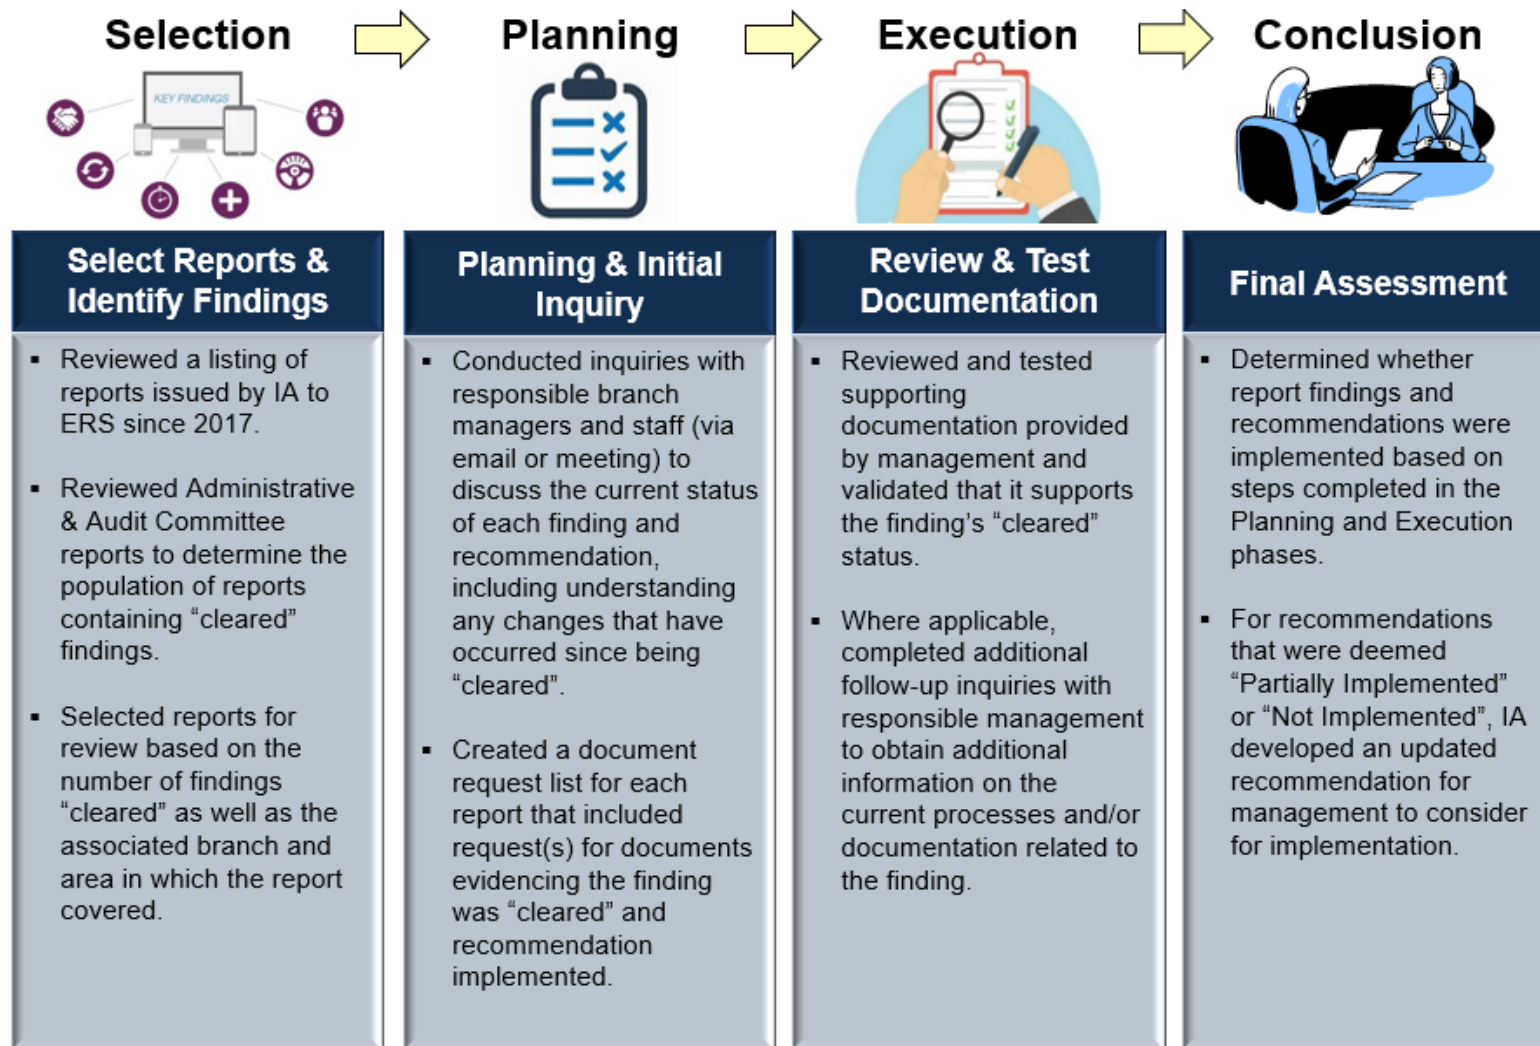 Selection
Planning
Execution
Conclusion
KEY FINDINGS
Select Reports &
Identify Findings
▪ Reviewed a listing of
reports issued by IA to
ERS since 2017.
▪ Reviewed Administrative
& Audit Committee
reports to determine the
population of reports
containing “cleared”
findings.
▪ Selected reports for
review based on the
number of findings
“cleared” as well as the
associated branch and
area in which the report
covered.
Planning & Initial
Inquiry
▪ Conducted inquiries with
responsible branch
managers and staff (via
email or meeting) to
discuss the current status
of each finding and
recommendation,
including understanding
any changes that have
occurred since being
“cleared”.
▪ Created a document
request list for each
report that included
request(s) for documents
evidencing the finding
was “cleared” and
recommendation
implemented.
Review & Test
Documentation
▪ Reviewed and tested
supporting
documentation provided
by management and
validated that it supports
the finding’s “cleared”
status.
▪ Where applicable,
completed additional
follow-up inquiries with
responsible management
to obtain additional
information on the
current processes and/or
documentation related to
the finding.
Final Assessment
▪ Determined whether
report findings and
recommendations were
implemented based on
steps completed in the
Planning and Execution
phases.
▪ For recommendations
that were deemed
“Partially Implemented”
or “Not Implemented”, IA
developed an updated
recommendation for
management to consider
for implementation.